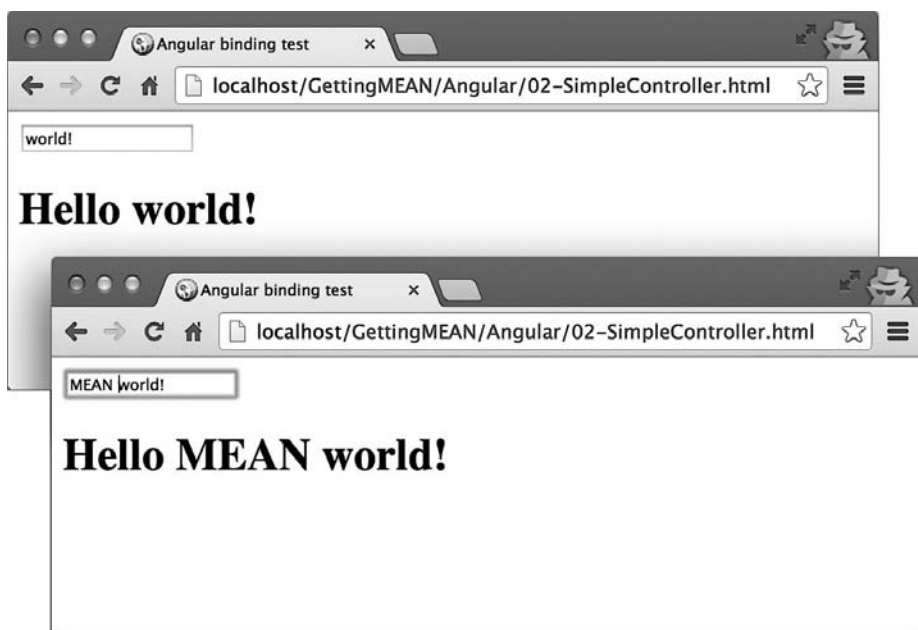 Angular binding test
localhost/GettingMEAN/Angular/02-SimpleController.html
world!
Hello world!
Angular binding test
localhost/GettingMEAN/Angular/02-SimpleController.html
MEAN world!
Hello MEAN world!